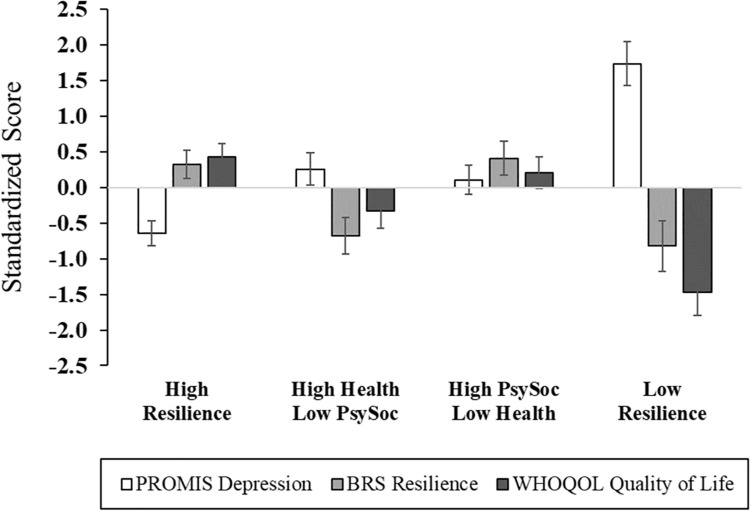 Standardized Score
2.5
2.0
1.5
1.0
0.5
0.0
-0.5
-1.0
-1.5
-2.0
-2.5
High
Resilience
High Health
Low PsySoc
High PsySoc
Low Health
Low
Resilience
PROMIS Depression
BRS Resilience
WHOQOL Quality of Life